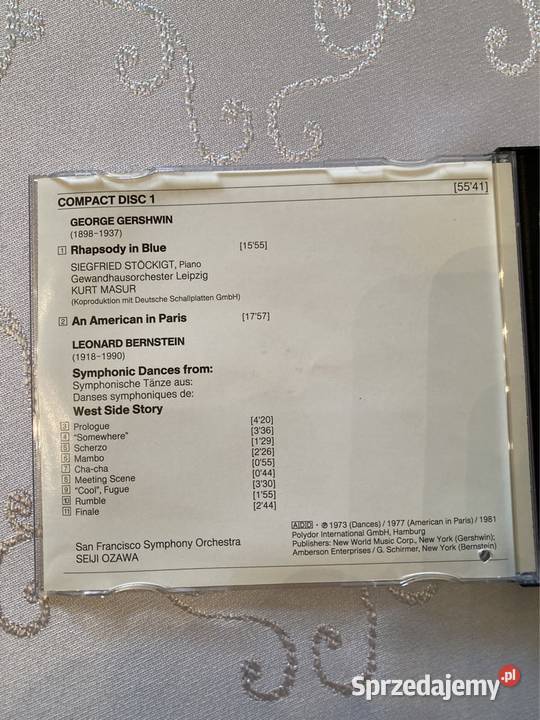 COMPACT DISC 1 [55'41]
GEORGE GERSHWIN
(1898-1937)
1 Rhapsody in Blue [15'55]
SIEGFRIED STÖCKIGT, Piano
Gewandhausorchester Leipzig
KURT MASUR
(Koproduktion mit Deutsche Schallplatten GmbH)
2 An American in Paris [17'57]
LEONARD BERNSTEIN
(1918-1990)
Symphonic Dances from:
Symphonische Tänze aus:
Danses symphoniques de:
West Side Story
3 Prologue [4'20]
4 "Somewhere" [3'36]
5 Scherzo [1'29]
6 Mambo [2'26]
7 Cha-cha [0'55]
8 Meeting Scene [0'44]
9 "Cool", Fugue [3'30]
10 Rumble [1'55]
11 Finale [2'44]
San Francisco Symphony Orchestra
SEIJI OZAWA
ADD · ℗ 1973 (Dances) / 1977 (American in Paris) / 1981
Polydor International GmbH, Hamburg
Publishers: New World Music Corp., New York (Gershwin);
Amberson Enterprises / G. Schirmer, New York (Bernstein)
Sprzedajemy.pl